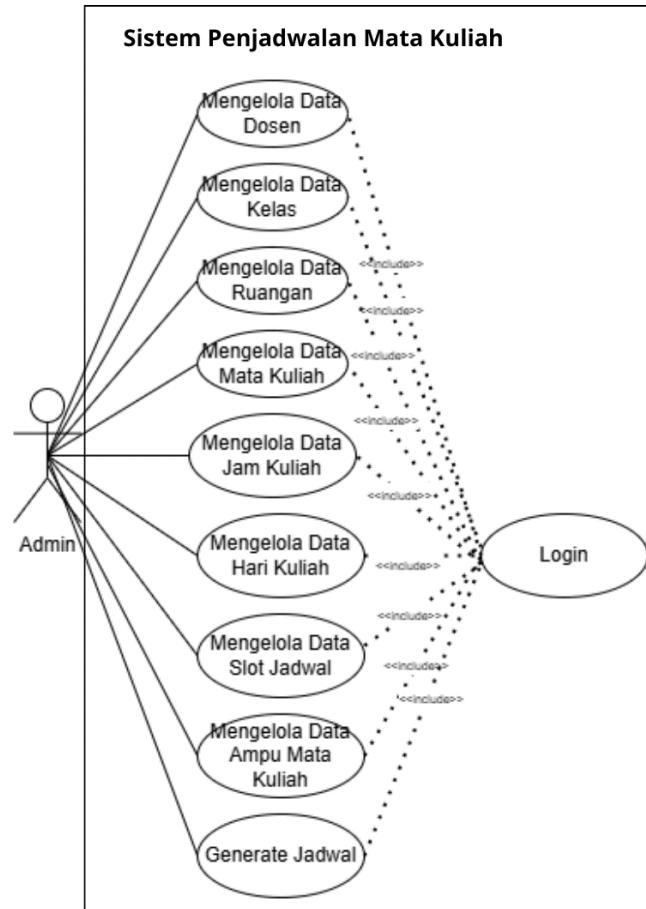 Sistem Penjadwalan Mata Kuliah
Mengelola Data
Dosen
Mengelola Data
Kelas
<<include>>
Mengelola Data
Ruangan
<<include>>
Mengelola Data
Mata Kuliah
<<include>>
<<include>>
Mengelola Data
Jam Kuliah
<<include>>
Admin
Mengelola Data
Hari Kuliah
<<include>>
Login
<<include>>
Mengelola Data
Slot Jadwal
<<include>>
<<include>>
Mengelola Data
Ampu Mata
Kuliah
Generate Jadwal